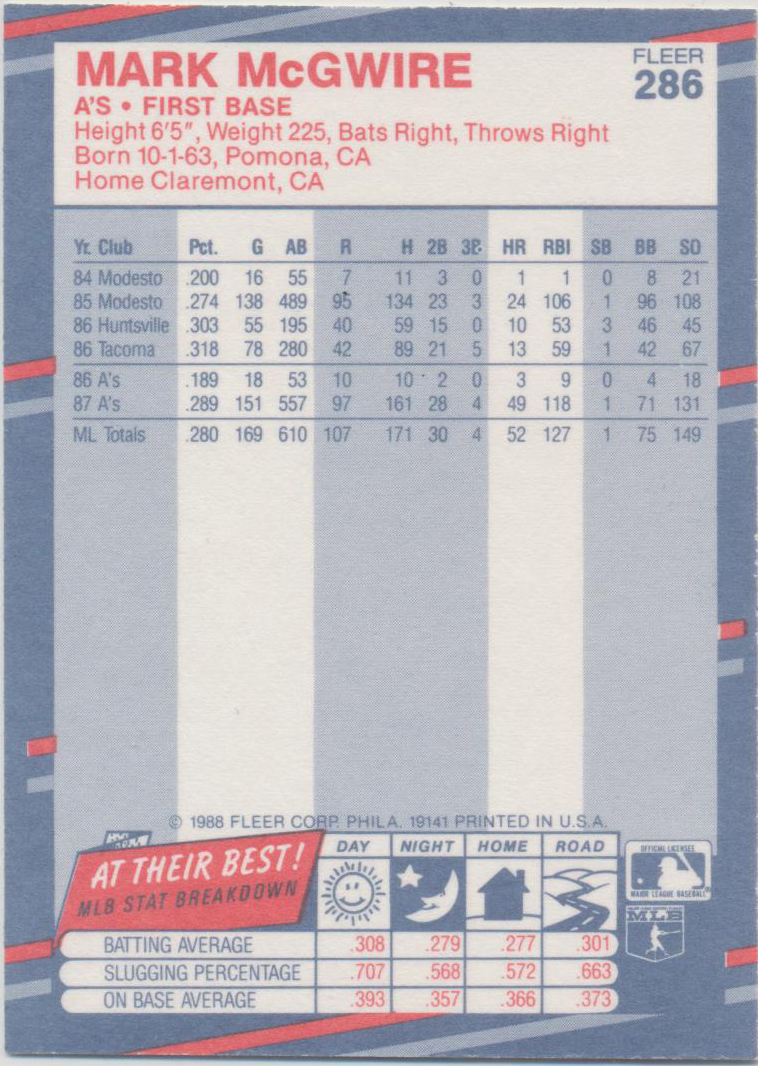 MARK McGWIRE
FLEER
286
A'S • FIRST BASE
Height 6'5", Weight 225, Bats Right, Throws Right
Born 10-1-63, Pomona, CA
Home Claremont, CA
Yr. Club Pct. G AB R H 2B 3B HR RBI SB BB SO
84 Modesto .200 16 55 7 11 3 0 1 1 0 8 21
85 Modesto .274 138 489 95 134 23 3 24 106 1 96 108
86 Huntsville .303 55 195 40 59 15 0 10 53 3 46 45
86 Tacoma .318 78 280 42 89 21 5 13 59 1 42 67
86 A's .189 18 53 10 10 2 0 3 9 0 4 18
87 A's .289 151 557 97 161 28 4 49 118 1 71 131
ML Totals .280 169 610 107 171 30 4 52 127 1 75 149
© 1988 FLEER CORP. PHILA. 19141 PRINTED IN U.S.A.
AT THEIR BEST!
MLB STAT BREAKDOWN
DAY NIGHT HOME ROAD
BATTING AVERAGE .308 .279 .277 .301
SLUGGING PERCENTAGE .707 .568 .572 .663
ON BASE AVERAGE .393 .357 .366 .373
OFFICIAL LICENSEE
MAJOR LEAGUE BASEBALL®
MLB